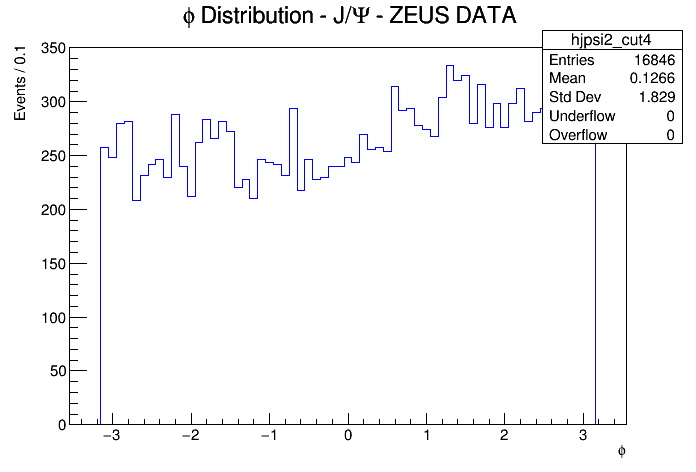 ϕ Distribution - J/Ψ - ZEUS DATA
hjpsi2_cut4
Entries 16846
Mean 0.1266
Std Dev 1.829
Underflow 0
Overflow 0
Events / 0.1
350
300
250
200
150
100
50
0
−3 −2 −1 0 1 2 3
ϕ